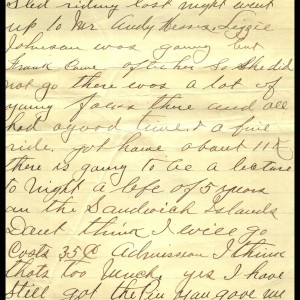 Sled riding last night went
up to Mr Andy Hess Lizzie
Johnson was going but
Frank Came after her so She did
not go there was a lot of
young folks there and all
had a good time & a fine
ride. got home about 11 O
there is going to be a lecture
to night a life of 5 years
on the Sandwich Islands
Dont think I will go
Costs 35¢ Admission I think
thats too much. yes I have
still got the Pin Man gave me